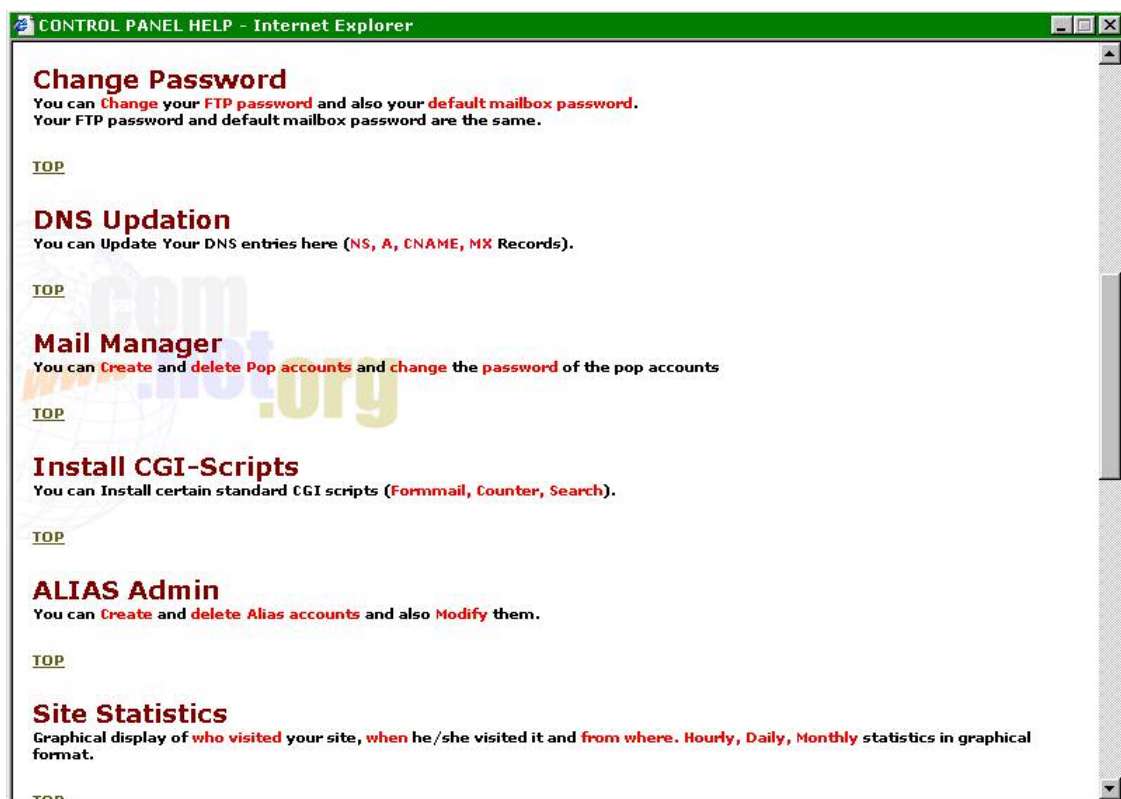 CONTROL PANEL HELP - Internet Explorer
Change Password
You can Change your FTP password and also your default mailbox password.
Your FTP password and default mailbox password are the same.
TOP
DNS Updation
You can Update Your DNS entries here (NS, A, CNAME, MX Records).
TOP
.com
Mail Manager
You can Create and delete Pop accounts and change the password of the pop accounts
www.
.net
.org
TOP
Install CGI-Scripts
You can Install certain standard CGI scripts (Formmail, Counter, Search).
TOP
ALIAS Admin
You can Create and delete Alias accounts and also Modify them.
TOP
Site Statistics
Graphical display of who visited your site, when he/she visited it and from where. Hourly, Daily, Monthly statistics in graphical
format.
TOP